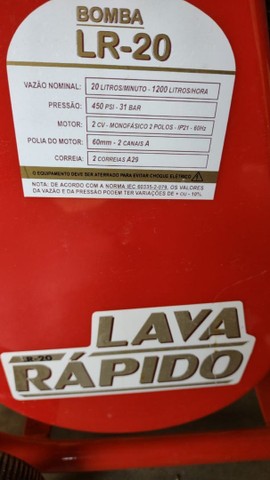 BOMBA
LR-20
VAZÃO NOMINAL: 20 LITROS/MINUTO - 1200 LITROS/HORA
PRESSÃO: 450 PSI - 31 BAR
MOTOR: 2 CV - MONOFÁSICO 2 POLOS - IP21 - 60Hz
POLIA DO MOTOR: 60mm - 2 CANAIS A
CORREIA: 2 CORREIAS A29
O EQUIPAMENTO DEVE SER ATERRADO PARA EVITAR CHOQUE ELÉTRICO
NOTA: DE ACORDO COM A NORMA IEC 60335-2-079, OS VALORES
DA VAZÃO E DA PRESSÃO PODEM TER VARIAÇÕES DE + OU - 10%.
LAVA
LR-20
RÁPIDO